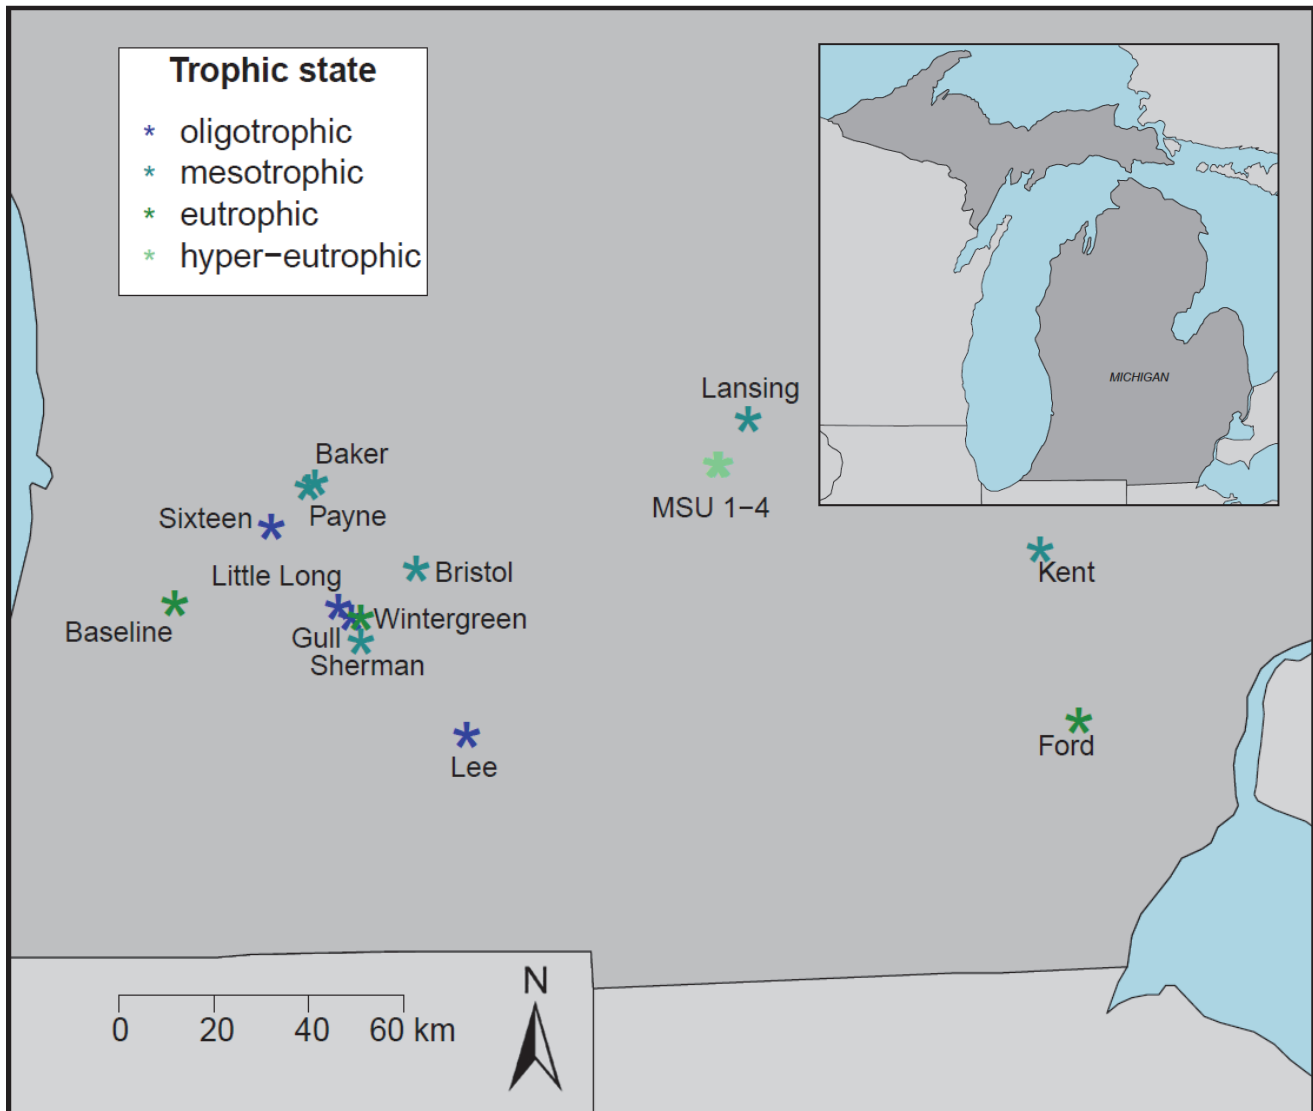 Trophic state
* oligotrophic
* mesotrophic
* eutrophic
* hyper−eutrophic
MICHIGAN
Lansing
Baker
MSU 1−4
Payne
Sixteen
Bristol
Kent
Little Long
Wintergreen
Baseline
Gull
Sherman
Ford
Lee
N
0 20 40 60 km